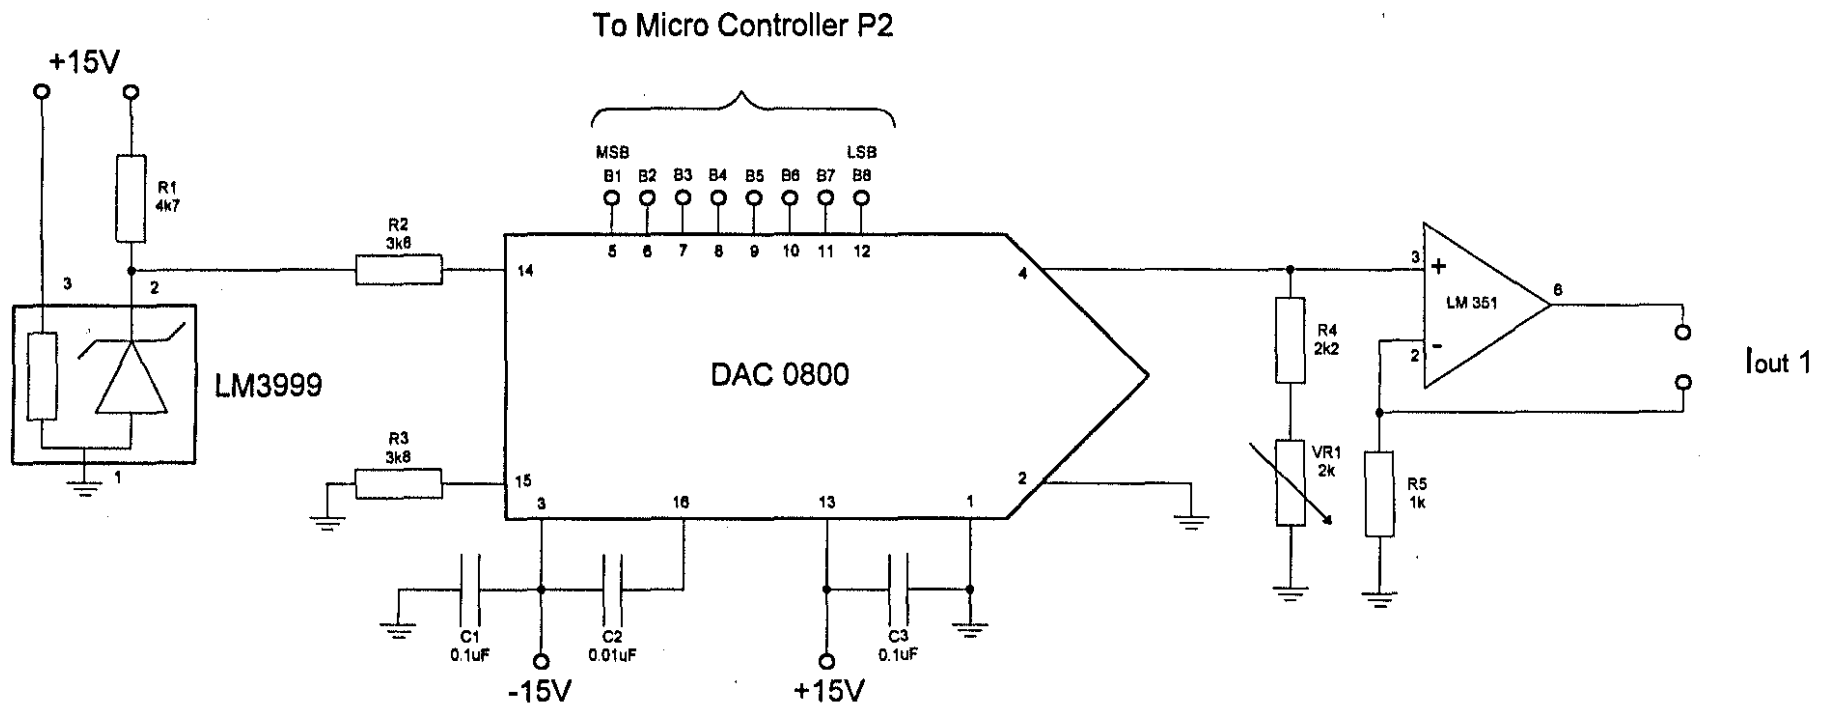 To Micro Controller P2
+15V
MSB
LSB
B1 B2 B3 B4 B5 B6 B7 B8
R1
4k7
R2
3k6
5 6 7 8 9 10 11 12
14
4
3
+
6
LM 351
3
2
R4
2k2
-
2
Iout 1
DAC 0800
LM3999
R3
3k6
VR1
2k
1
15
2
R5
1k
3
16
13
1
C1
0.1uF
C2
0.01uF
C3
0.1uF
-15V
+15V